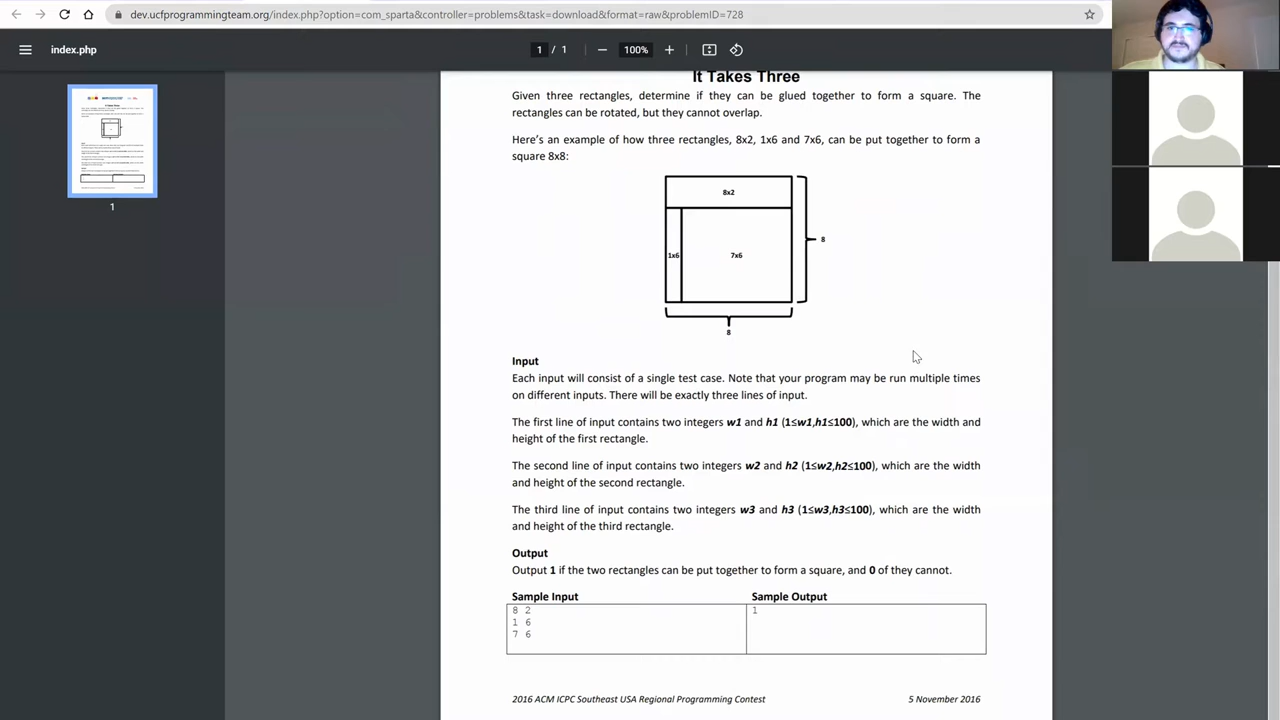 dev.ucfprogrammingteam.org/index.php?option=com_sparta&controller=problems&task=download&format=raw&problemID=728
index.php
1 / 1
100%
1
It Takes Three
Given three rectangles, determine if they can be glued together to form a square. The
rectangles can be rotated, but they cannot overlap.
Here's an example of how three rectangles, 8x2, 1x6 and 7x6, can be put together to form a
square 8x8:
8x2
8
1x6
7x6
8
Input
Each input will consist of a single test case. Note that your program may be run multiple times
on different inputs. There will be exactly three lines of input.
The first line of input contains two integers w1 and h1 (1≤w1,h1≤100), which are the width and
height of the first rectangle.
The second line of input contains two integers w2 and h2 (1≤w2,h2≤100), which are the width
and height of the second rectangle.
The third line of input contains two integers w3 and h3 (1≤w3,h3≤100), which are the width
and height of the third rectangle.
Output
Output 1 if the two rectangles can be put together to form a square, and 0 of they cannot.
Sample Input
Sample Output
8 2
1 6
7 6
1
2016 ACM ICPC Southeast USA Regional Programming Contest
5 November 2016